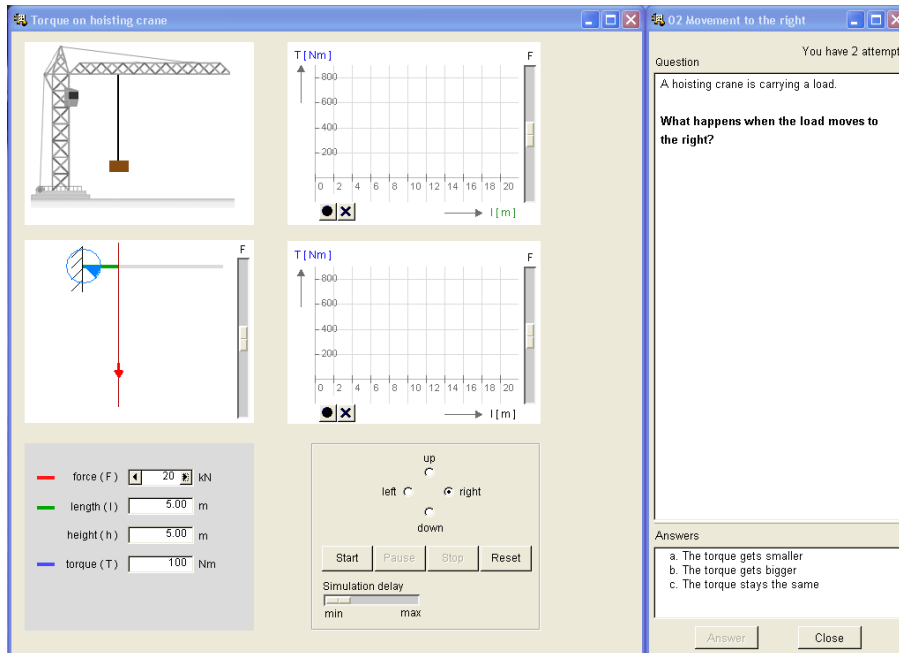 Torque on hoisting crane
T [ Nm ]
F
800
600
400
200
0 2 4 6 8 10 12 14 16 18 20
l [ m ]
F
T [ Nm ]
F
800
600
400
200
0 2 4 6 8 10 12 14 16 18 20
l [ m ]
force ( F ) 20 kN
length ( l ) 5.00 m
height ( h ) 5.00 m
torque ( T ) 100 Nm
up
left right
down
Start Pause Stop Reset
Simulation delay
min max
02 Movement to the right
You have 2 attempt
Question
A hoisting crane is carrying a load.
What happens when the load moves to
the right?
Answers
a. The torque gets smaller
b. The torque gets bigger
c. The torque stays the same
Answer Close